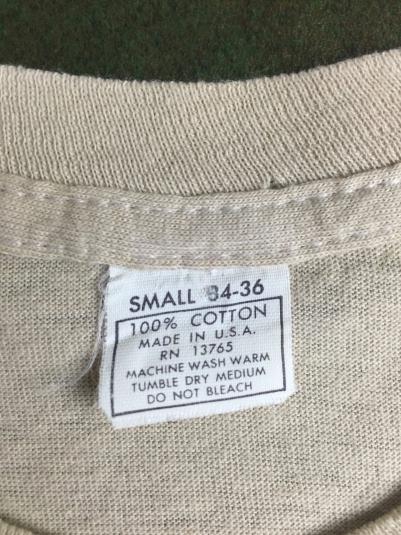 SMALL 34-36
100% COTTON
MADE IN U.S.A.
RN 13765
MACHINE WASH WARM
TUMBLE DRY MEDIUM
DO NOT BLEACH